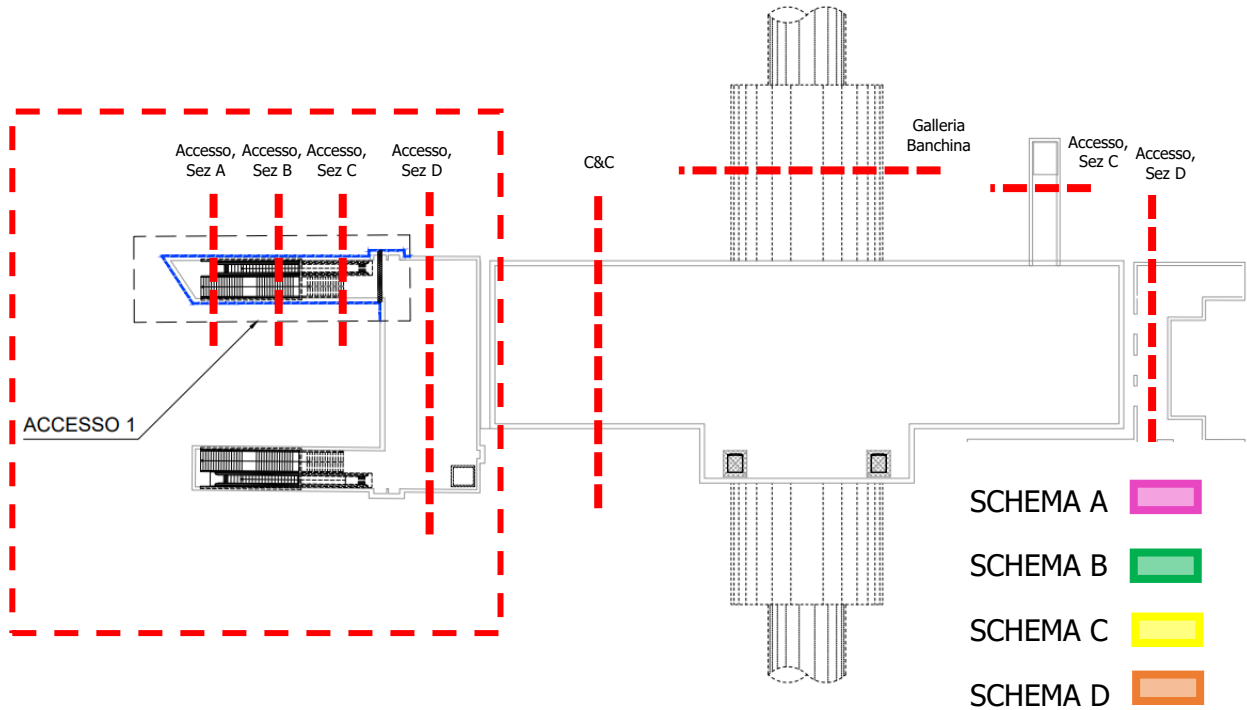 Accesso,
Sez A
Accesso,
Sez B
Accesso,
Sez C
Accesso,
Sez D
C&C
Galleria
Banchina
Accesso,
Sez C
Accesso,
Sez D
ACCESSO 1
SCHEMA A
SCHEMA B
SCHEMA C
SCHEMA D